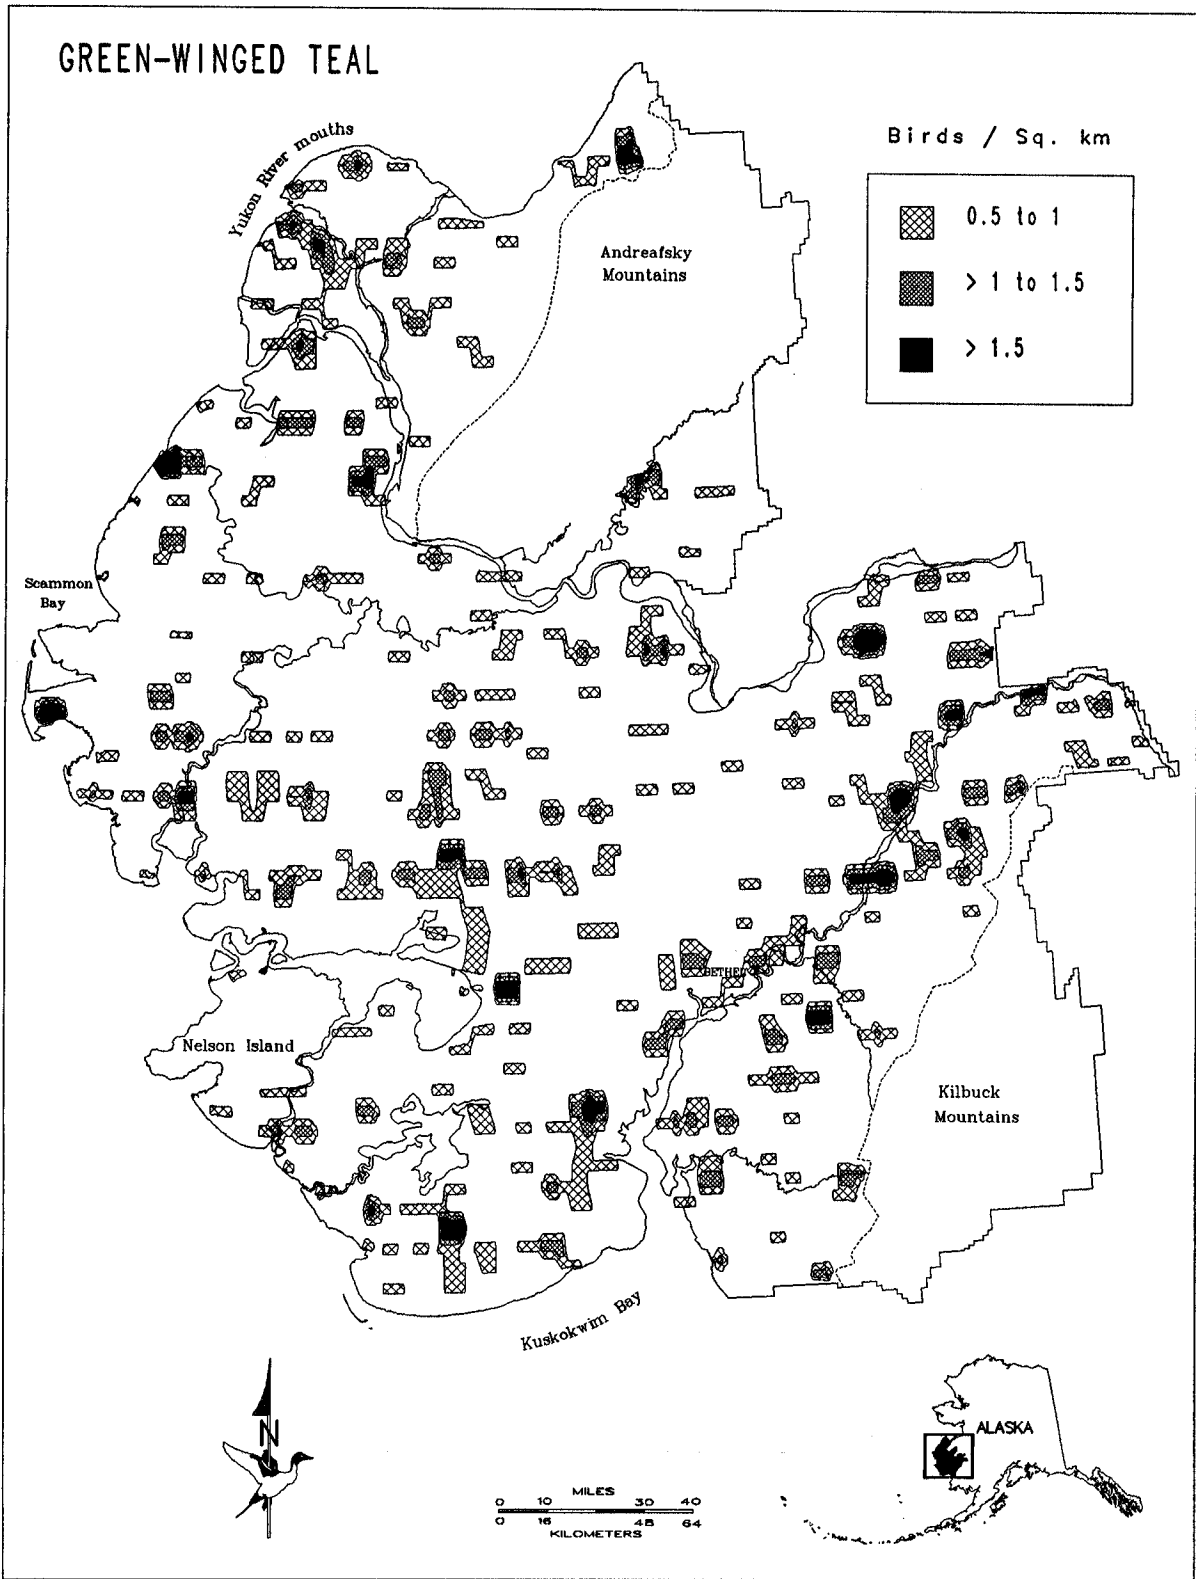 GREEN-WINGED TEAL
Yukon River mouths
Birds / Sq. km
0.5 to 1
> 1 to 1.5
> 1.5
Andreafsky
Mountains
Scammon
Bay
BETHEL
Nelson Island
Kilbuck
Mountains
Kuskokwim Bay
N
ALASKA
MILES
0 10 30 40
0 16 48 64
KILOMETERS